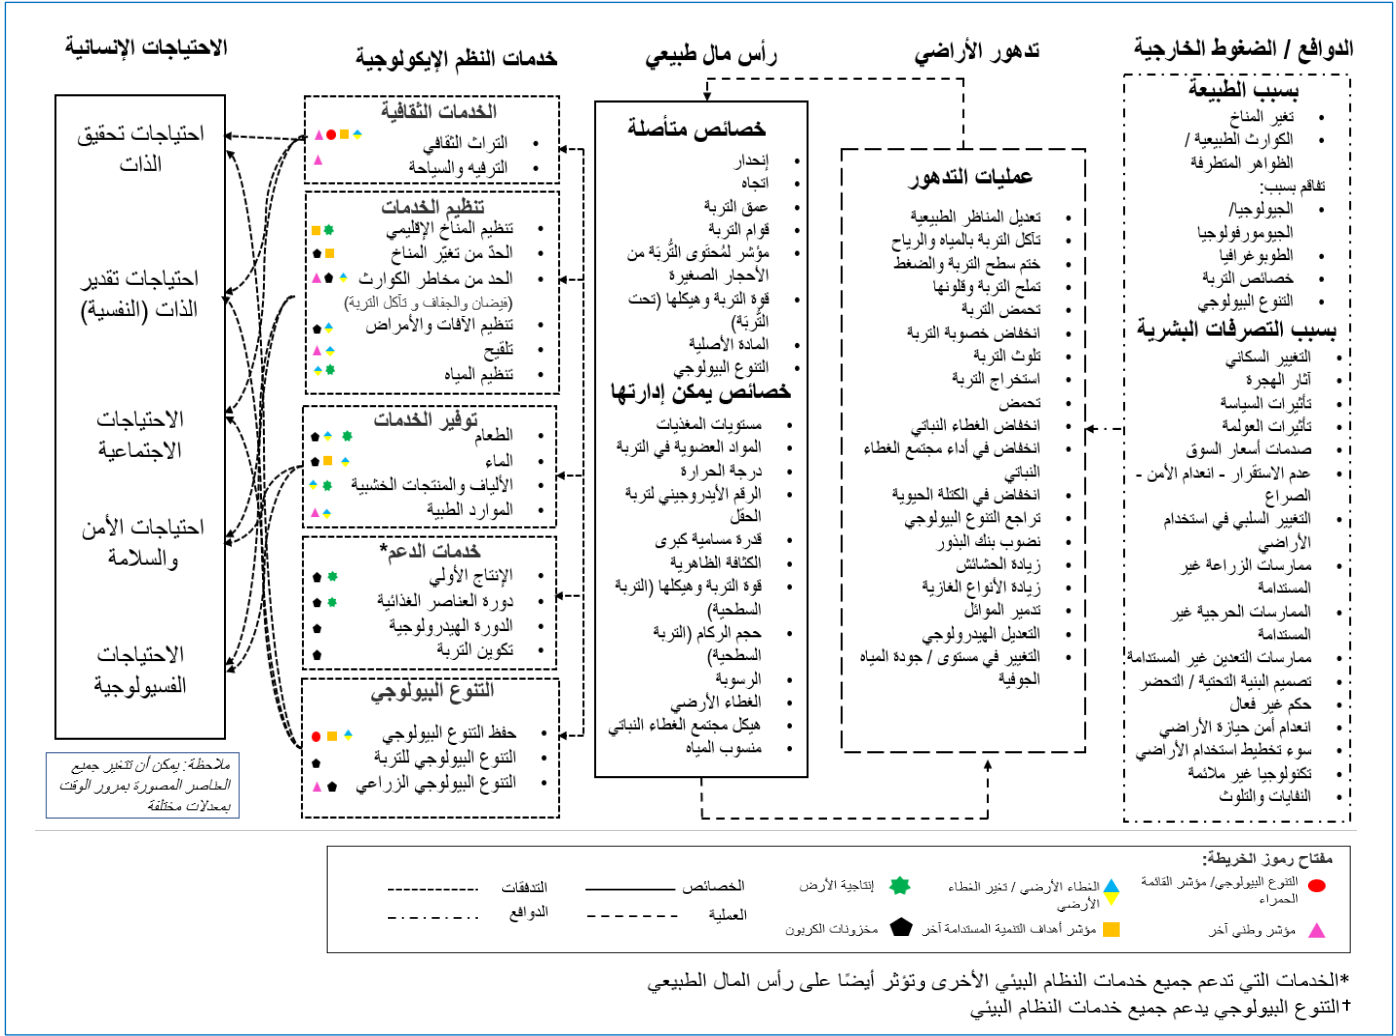 الدوافع / الضغوط الخارجية
بسبب الطبيعة
• تغير المناخ
• الكوارث الطبيعية /
الظواهر المتطرفة
تفاقم بسبب:
• الجيولوجيا/
الجيومورفولوجيا
• الطوبوغرافيا
• خصائص التربة
• التنوع البيولوجي
بسبب التصرفات البشرية
• التغيير السكاني
• آثار الهجرة
• تأثيرات السياسة
• تأثيرات العولمة
• صدمات أسعار السوق
• عدم الاستقرار - انعدام الأمن -
الصراع
• التغيير السلبي في استخدام
الأراضي
• ممارسات الزراعة غير
المستدامة
• الممارسات الحرجية غير
المستدامة
• ممارسات التعدين غير المستدامة
• تصميم البنية التحتية / التحضر
• حكم غير فعال
• انعدام أمن حيازة الأراضي
• سوء تخطيط استخدام الأراضي
• تكنولوجيا غير ملائمة
• النفايات والتلوث
تدهور الأراضي
عمليات التدهور
• تعديل المناظر الطبيعية
• تآكل التربة بالمياه والرياح
• ختم سطح التربة والضغط
• تملح التربة وقلونها
• تحمض التربة
• انخفاض خصوبة التربة
• تلوث التربة
• استخراج التربة
• تحمض
• انخفاض الغطاء النباتي
• انخفاض في أداء مجتمع الغطاء
النباتي
• انخفاض في الكتلة الحيوية
• تراجع التنوع البيولوجي
• نضوب بنك البذور
• زيادة الحشائش
• زيادة الأنواع الغازية
• تدمير الموائل
• التعديل الهيدرولوجي
• التغيير في مستوى / جودة المياه
الجوفية
رأس مال طبيعي
خصائص متأصلة
• إنحدار
• اتجاه
• عمق التربة
• قوام التربة
• مؤشر لمُحتَوى التُّربَة من
الأحجار الصغيرة
• قوة التربة وهيكلها (تحت
التُّربَة)
• المادة الأصلية
• التنوع البيولوجي
خصائص يمكن إدارتها
• مستويات المغذيات
• المواد العضوية في التربة
• درجة الحرارة
• الرقم الأيدروجيني لتربة
الحقل
• قدرة مسامية كبرى
• الكثافة الظاهرية
• قوة التربة وهيكلها (التربة
السطحية)
• حجم الركام (التربة
السطحية)
• الرسوبة
• الغطاء الأرضي
• هيكل مجتمع الغطاء النباتي
• منسوب المياه
خدمات النظم الإيكولوجية
الخدمات الثقافية
• التراث الثقافي
• الترفيه والسياحة
تنظيم الخدمات
• تنظيم المناخ الإقليمي
• الحدّ من تغيّر المناخ
• الحد من مخاطر الكوارث
(فيضان والجفاف و تآكل التربة)
• تنظيم الآفات والأمراض
• تلقيح
• تنظيم المياه
توفير الخدمات
• الطعام
• الماء
• الألياف والمنتجات الخشبية
• الموارد الطبية
خدمات الدعم*
• الإنتاج الأولي
• دورة العناصر الغذائية
• الدورة الهيدرولوجية
• تكوين التربة
التنوع البيولوجي
• حفظ التنوع البيولوجي
• التنوع البيولوجي للتربة
• التنوع البيولوجي الزراعي
الاحتياجات الإنسانية
احتياجات تحقيق
الذات
احتياجات تقدير
الذات (النفسية)
الاحتياجات
الاجتماعية
احتياجات الأمن
والسلامة
الاحتياجات
الفسيولوجية
ملاحظة: يمكن أن تتغير جميع
العناصر المصورة بمرور الوقت
بمعدلات مختلفة
مفتاح رموز الخريطة:
التنوع البيولوجي/ مؤشر القائمة
الحمراء
الغطاء الأرضي / تغير الغطاء
الأرضي
إنتاجية الأرض
الخصائص
التدفقات
مؤشر وطني آخر
مؤشر أهداف التنمية المستدامة آخر
مخزونات الكربون
العملية
الدوافع
*الخدمات التي تدعم جميع خدمات النظام البيئي الأخرى وتؤثر أيضًا على رأس المال الطبيعي
†التنوع البيولوجي يدعم جميع خدمات النظام البيئي